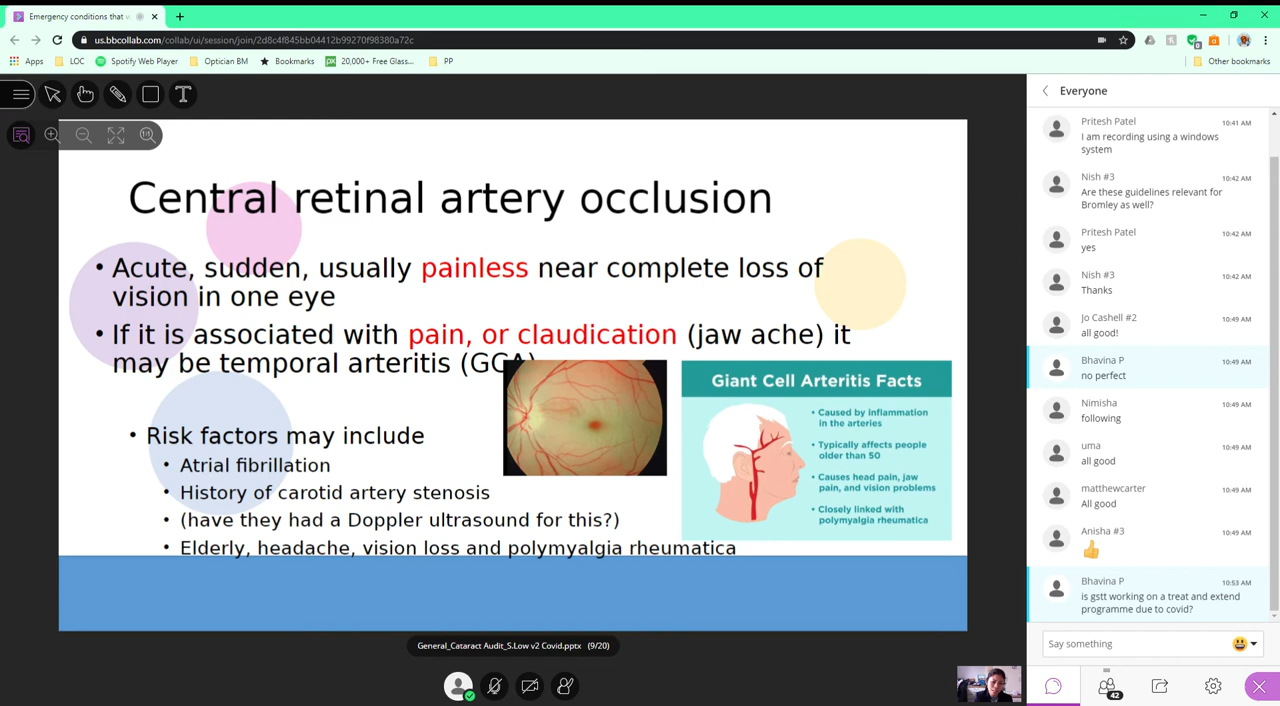 Emergency conditions that
us.bbcollab.com/collab/ui/session/join/2d8c4f845bb04412b99270f98380a72c
Apps LOC Spotify Web Player Optician BM Bookmarks 20,000+ Free Glass... PP Other bookmarks
Everyone
Pritesh Patel 10:41 AM
I am recording using a windows
system
Nish #3 10:42 AM
Are these guidelines relevant for
Bromley as well?
Pritesh Patel 10:42 AM
yes
Nish #3 10:42 AM
Thanks
Jo Cashell #2 10:49 AM
all good!
Bhavina P 10:49 AM
no perfect
Nimisha 10:49 AM
following
uma 10:49 AM
all good
matthewcarter 10:49 AM
All good
Anisha #3 10:49 AM
Bhavina P 10:53 AM
is gstt working on a treat and extend
programme due to covid?
Say something
42
Central retinal artery occlusion
• Acute, sudden, usually painless near complete loss of
vision in one eye
• If it is associated with pain, or claudication (jaw ache) it
may be temporal arteritis (GCA)
• Risk factors may include
• Atrial fibrillation
• History of carotid artery stenosis
• (have they had a Doppler ultrasound for this?)
• Elderly, headache, vision loss and polymyalgia rheumatica
Giant Cell Arteritis Facts
• Caused by inflammation
in the arteries
• Typically affects people
older than 50
• Causes head pain, jaw
pain, and vision problems
• Closely linked with
polymyalgia rheumatica
General_Cataract Audit_S.Low v2 Covid.pptx (9/20)